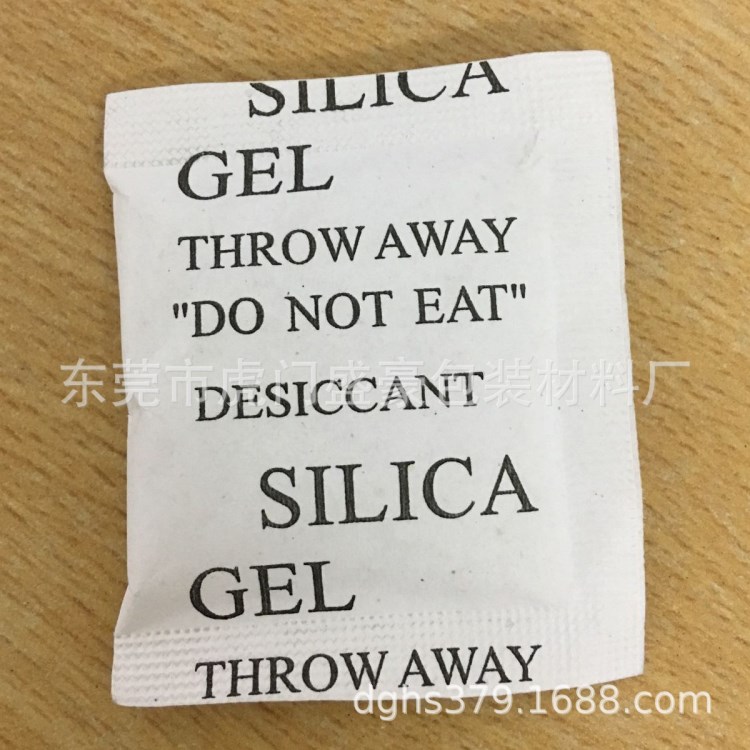 SILICA
GEL
THROW AWAY
"DO NOT EAT"
东莞市虎门盛豪包装材料厂
DESICCANT
SILICA
GEL
THROW AWAY
dghs379.1688.com